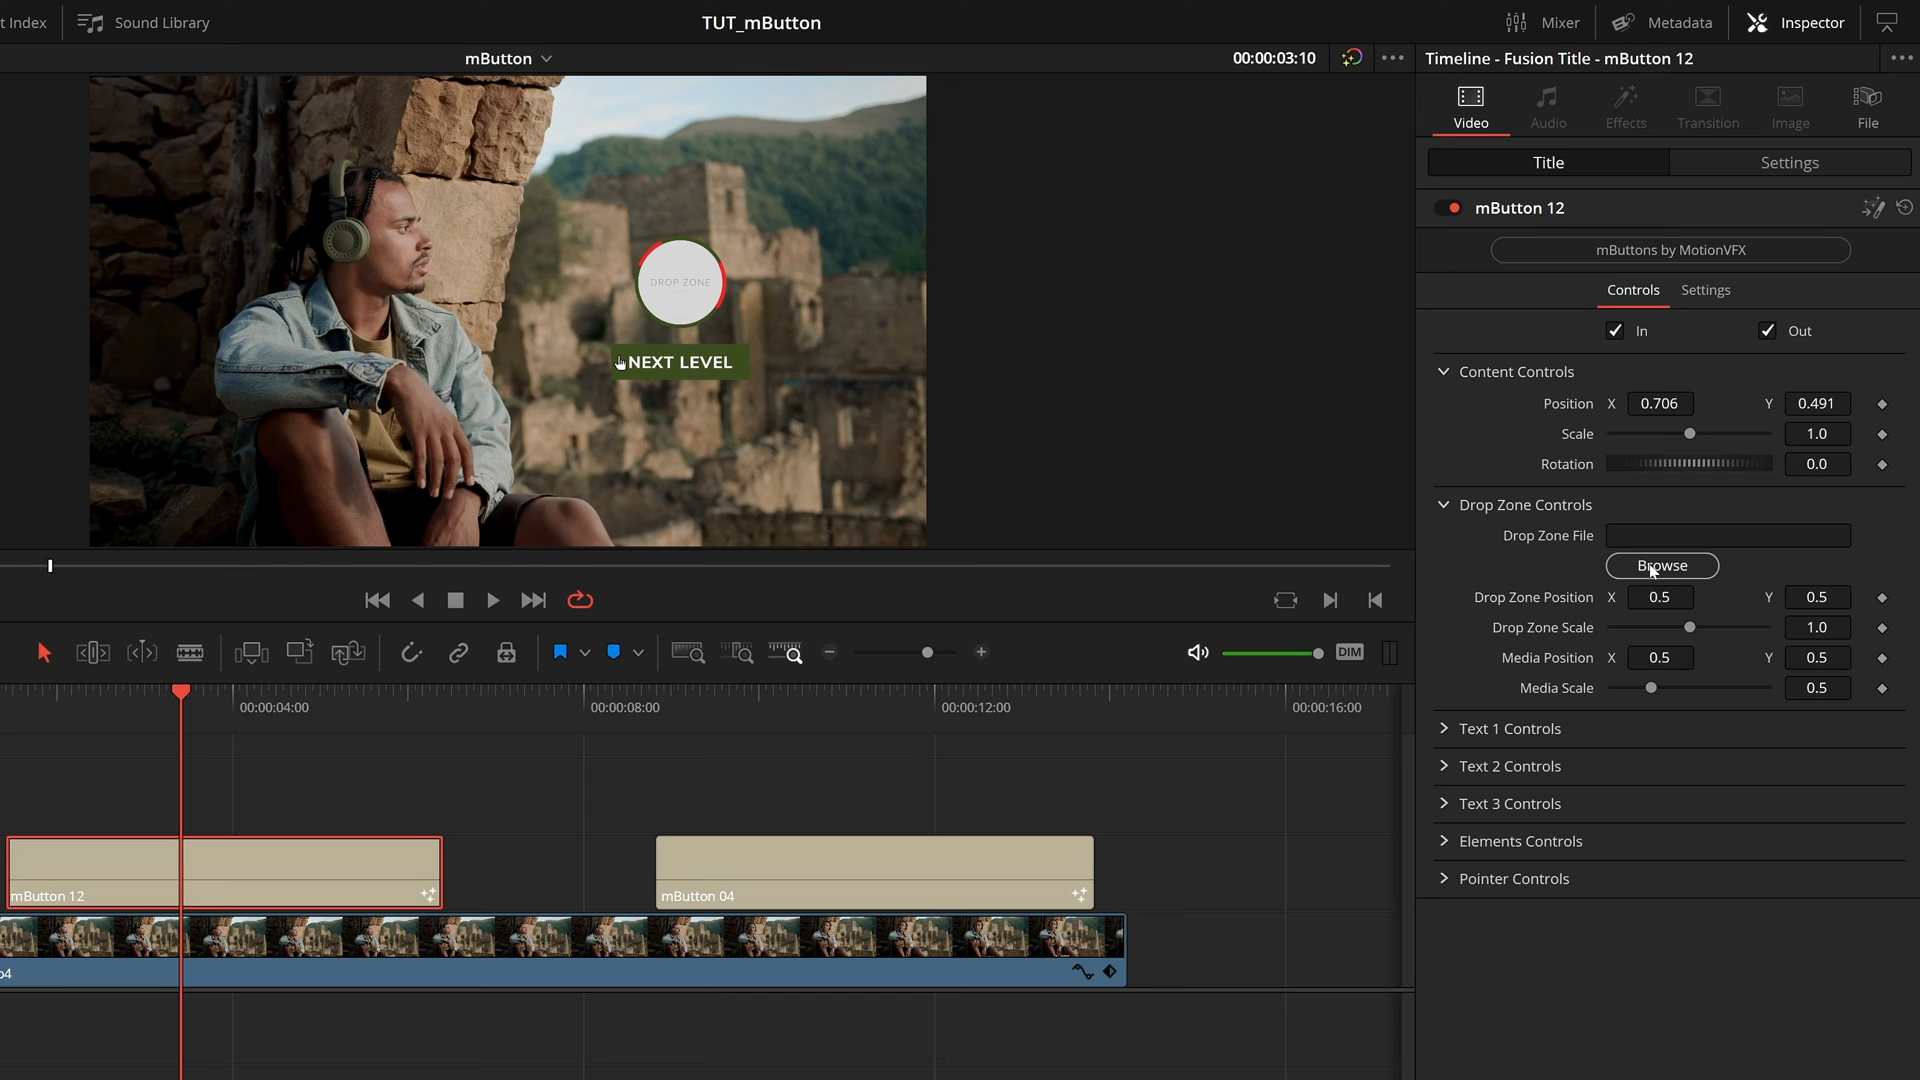 t Index
Sound Library
TUT_mButton
Mixer
Metadata
Inspector
mButton
00:00:03:10
Timeline - Fusion Title - mButton 12
Video
Audio
Effects
Transition
Image
File
Title
Settings
mButton 12
mButtons by MotionVFX
Controls
Settings
In
Out
Content Controls
Position X 0.706 Y 0.491
Scale 1.0
Rotation 0.0
Drop Zone Controls
Drop Zone File
Browse
Drop Zone Position X 0.5 Y 0.5
Drop Zone Scale 1.0
Media Position X 0.5 Y 0.5
Media Scale 0.5
Text 1 Controls
Text 2 Controls
Text 3 Controls
Elements Controls
Pointer Controls
DROP ZONE
NEXT LEVEL
DIM
00:00:04:00
00:00:08:00
00:00:12:00
00:00:16:00
mButton 12
mButton 04
p4